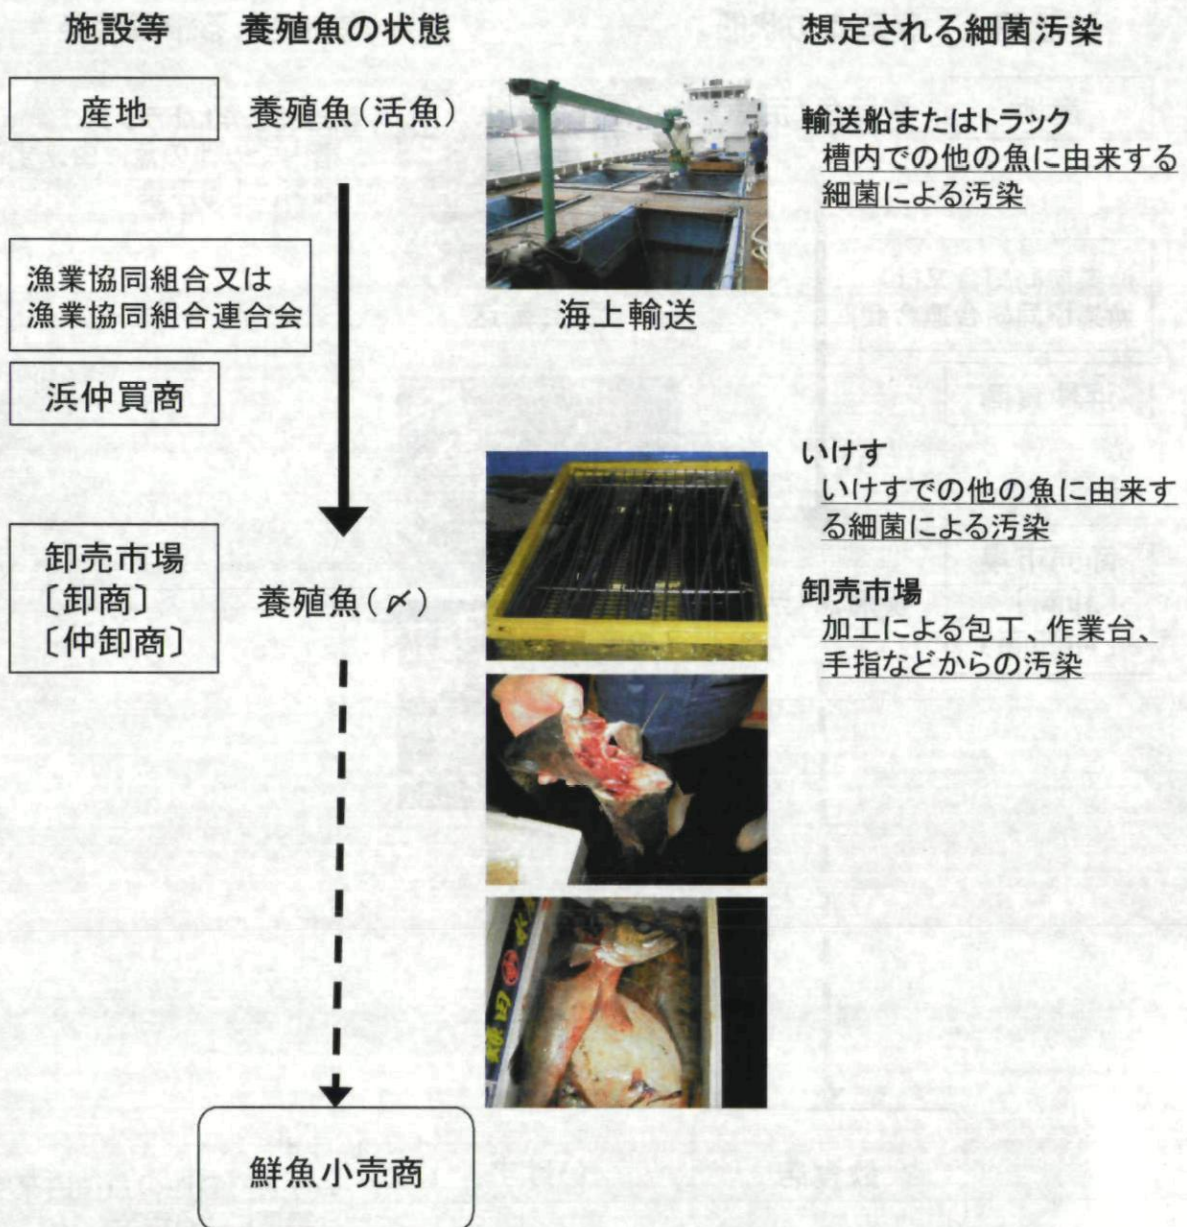 施設等 養殖魚の状態 想定される細菌汚染
産地 養殖魚(活魚)
輸送船またはトラック
槽内での他の魚に由来する
細菌による汚染
漁業協同組合又は
漁業協同組合連合会
海上輸送
浜仲買商
いけす
いけすでの他の魚に由来す
る細菌による汚染
卸売市場
〔卸商〕
〔仲卸商〕
養殖魚(〆)
卸売市場
加工による包丁、作業台、
手指などからの汚染
鮮魚小売商